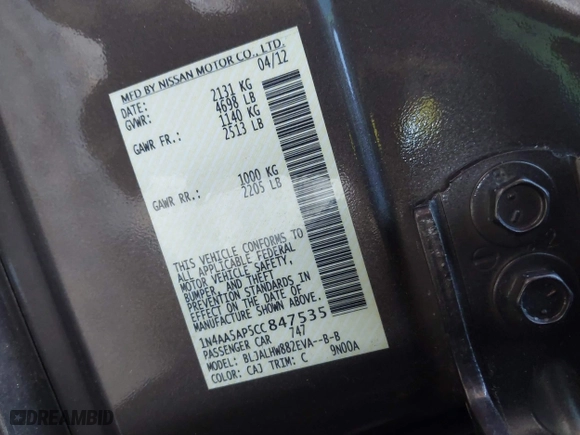 MFD BY NISSAN MOTOR CO., LTD.
DATE: 04/12
GVWR: 2131 KG
4698 LB
GAWR FR.: 1140 KG
2513 LB
GAWR RR.: 1000 KG
2205 LB
THIS VEHICLE CONFORMS TO
ALL APPLICABLE FEDERAL
MOTOR VEHICLE SAFETY,
BUMPER, AND THEFT
PREVENTION STANDARDS IN
EFFECT ON THE DATE OF
MANUFACTURE SHOWN ABOVE.
1N4AA5AP5CC847535
PASSENGER CAR '47
MODEL: BLJALHW882EVA--B-B
COLOR: CAJ TRIM: C 9N00A
DREAMBID